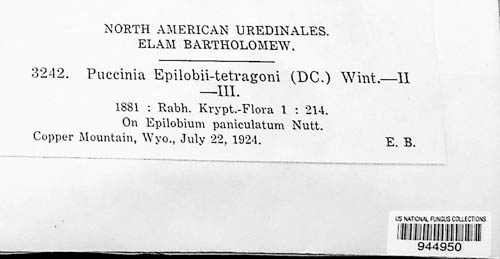 NORTH AMERICAN UREDINALES.
ELAM BARTHOLOMEW.
3242. Puccinia Epilobii-tetragoni (DC.) Wint.—II
—III.
1881 : Rabh. Krypt.-Flora 1 : 214.
On Epilobium paniculatum Nutt.
Copper Mountain, Wyo., July 22, 1924. E. B.
US NATIONAL FUNGUS COLLECTIONS
944950